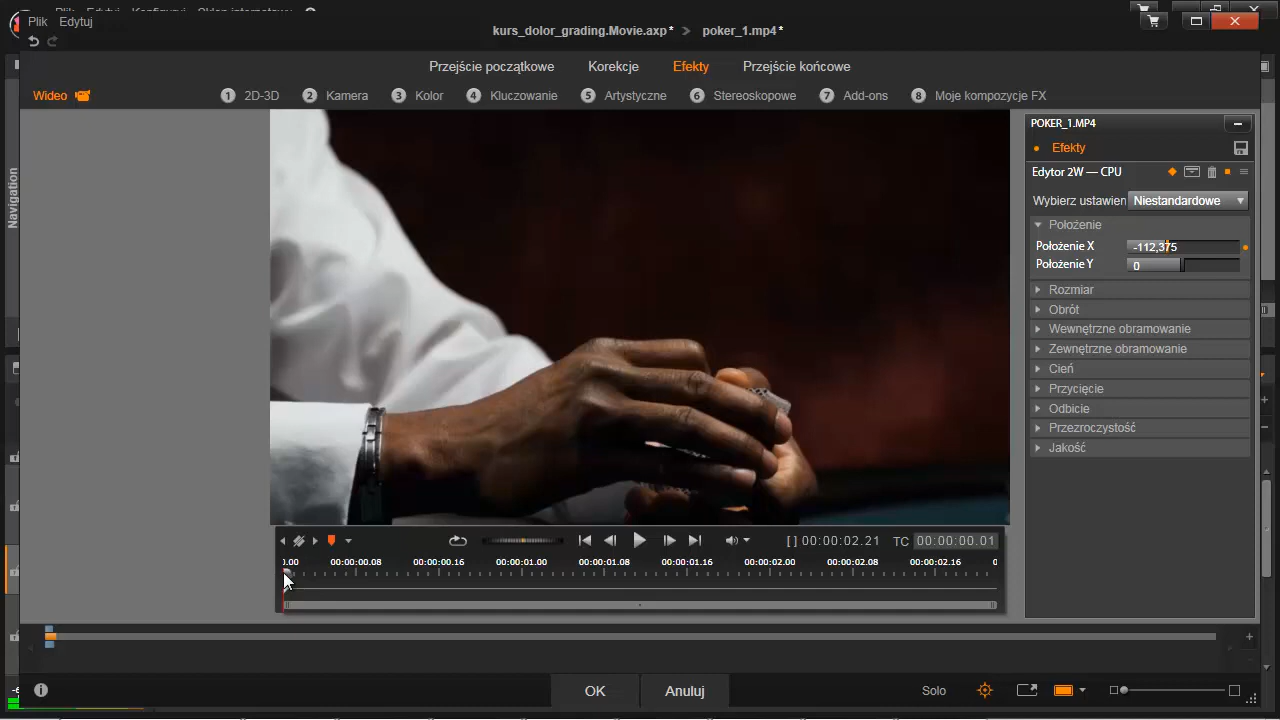 Plik Edytuj
kurs_dolor_grading.Movie.axp* > poker_1.mp4*
Przejście początkowe Korekcje Efekty Przejście końcowe
Wideo 1 2D-3D 2 Kamera 3 Kolor 4 Kluczowanie 5 Artystyczne 6 Stereoskopowe 7 Add-ons 8 Moje kompozycje FX
Navigation
POKER_1.MP4
Efekty
Edytor 2W — CPU
Wybierz ustawien Niestandardowe
Położenie
Położenie X -112,375
Położenie Y 0
Rozmiar
Obrót
Wewnętrzne obramowanie
Zewnętrzne obramowanie
Cień
Przycięcie
Odbicie
Przezroczystość
Jakość
[ ] 00:00:02.21 TC 00:00:00.01
0.00 00:00:00.08 00:00:00.16 00:00:01.00 00:00:01.08 00:00:01.16 00:00:02.00 00:00:02.08 00:00:02.16 0
OK Anuluj Solo